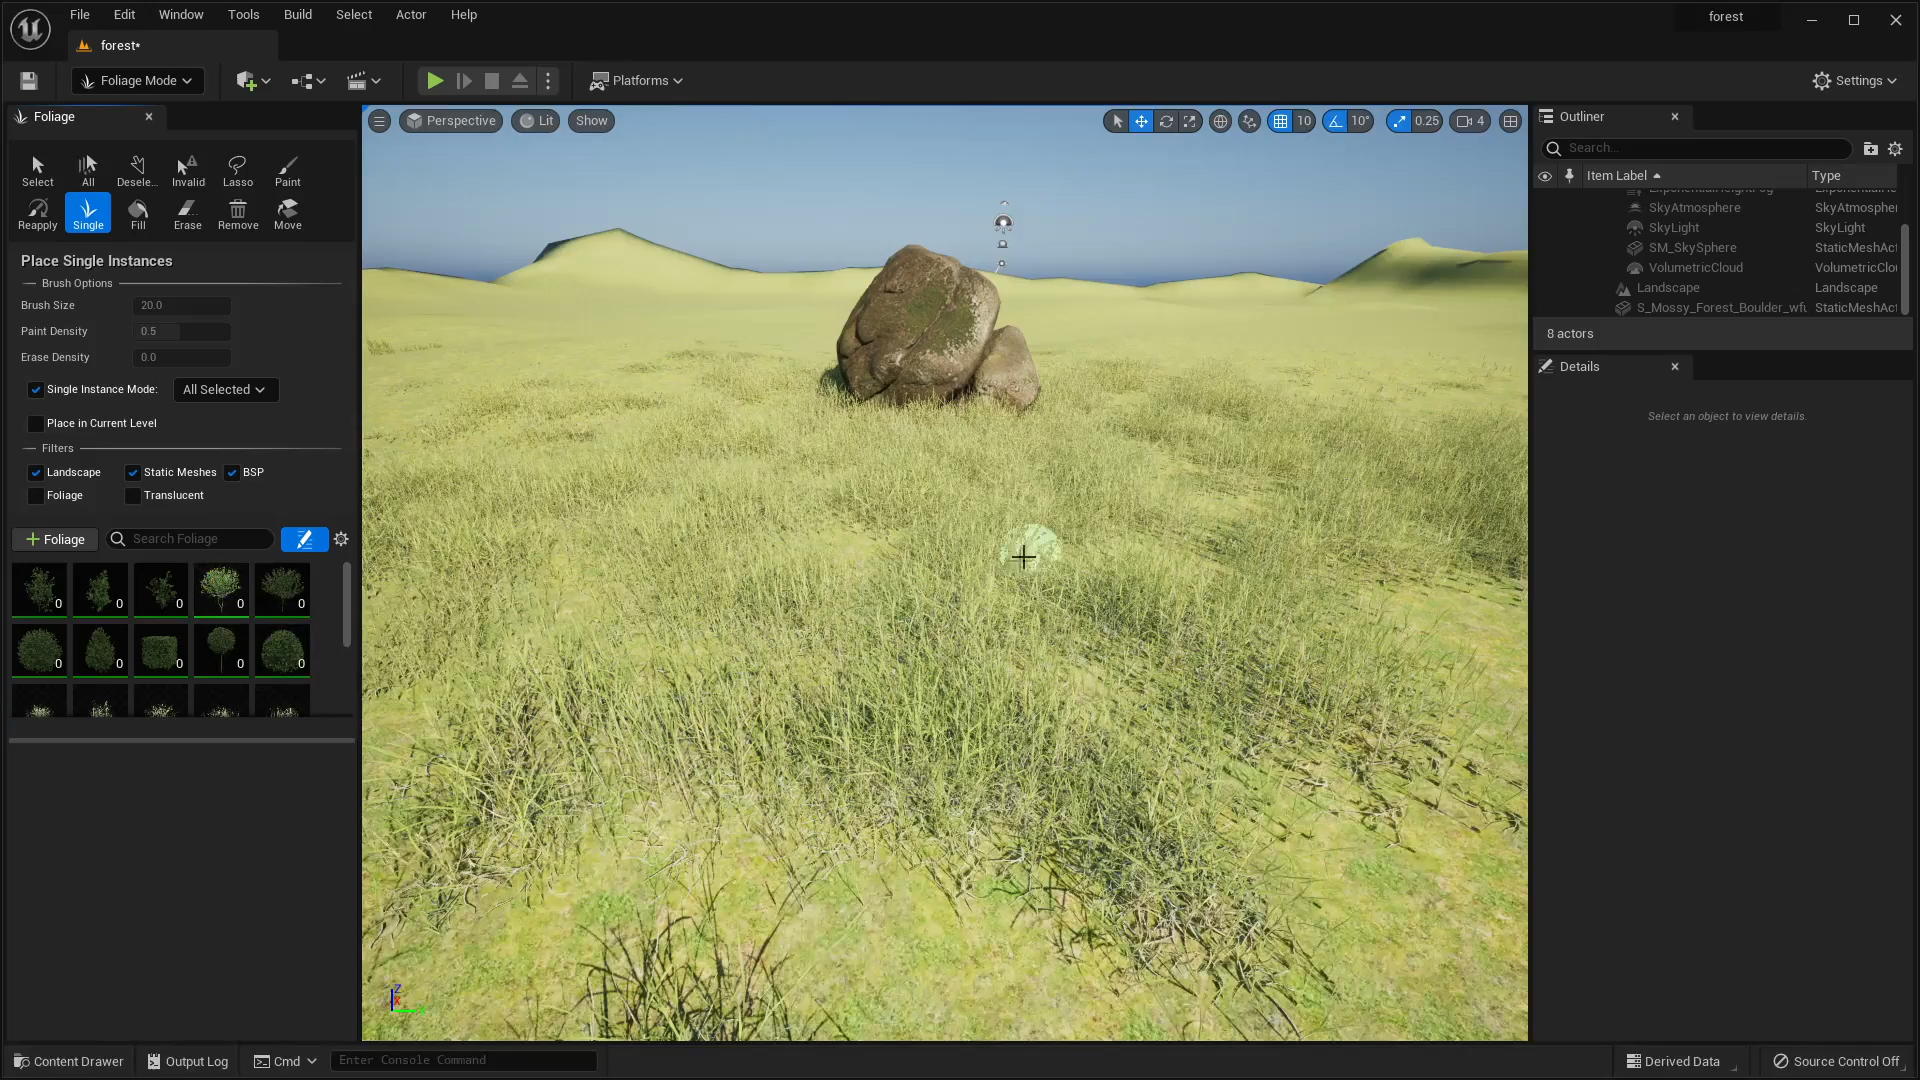 File Edit Window Tools Build Select Actor Help
forest
forest*
Foliage Mode
Platforms
Settings
Foliage
Perspective Lit Show
10 10° 0.25 4
Outliner
Select All Desele... Invalid Lasso Paint
Reapply Single Fill Erase Remove Move
Search...
Item Label Type
SkyAtmosphere SkyAtmospher
SkyLight SkyLight
SM_SkySphere StaticMeshAct
VolumetricCloud VolumetricClou
Landscape Landscape
S_Mossy_Forest_Boulder_wfu StaticMeshAct
8 actors
Details
Select an object to view details.
Place Single Instances
Brush Options
Brush Size 20.0
Paint Density 0.5
Erase Density 0.0
Single Instance Mode: All Selected
Place in Current Level
Filters
Landscape Static Meshes BSP
Foliage Translucent
+ Foliage Search Foliage
0 0 0 0 0
0 0 0 0 0
Z
X
Content Drawer Output Log Cmd Enter Console Command Derived Data Source Control Off